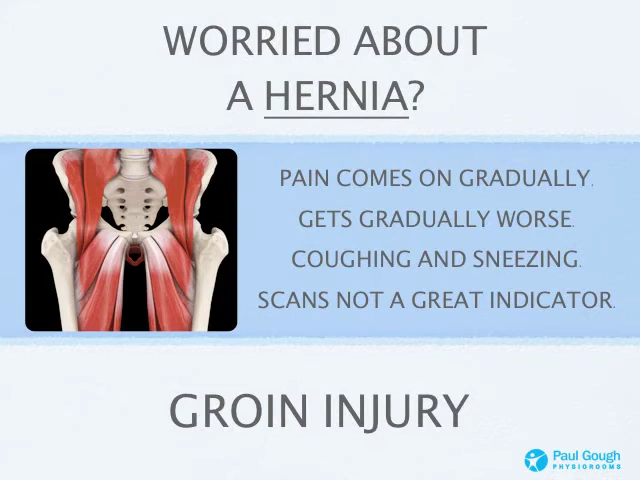 WORRIED ABOUT
A HERNIA?
PAIN COMES ON GRADUALLY.
GETS GRADUALLY WORSE.
COUGHING AND SNEEZING.
SCANS NOT A GREAT INDICATOR.
GROIN INJURY
Paul Gough
PHYSIOROOMS